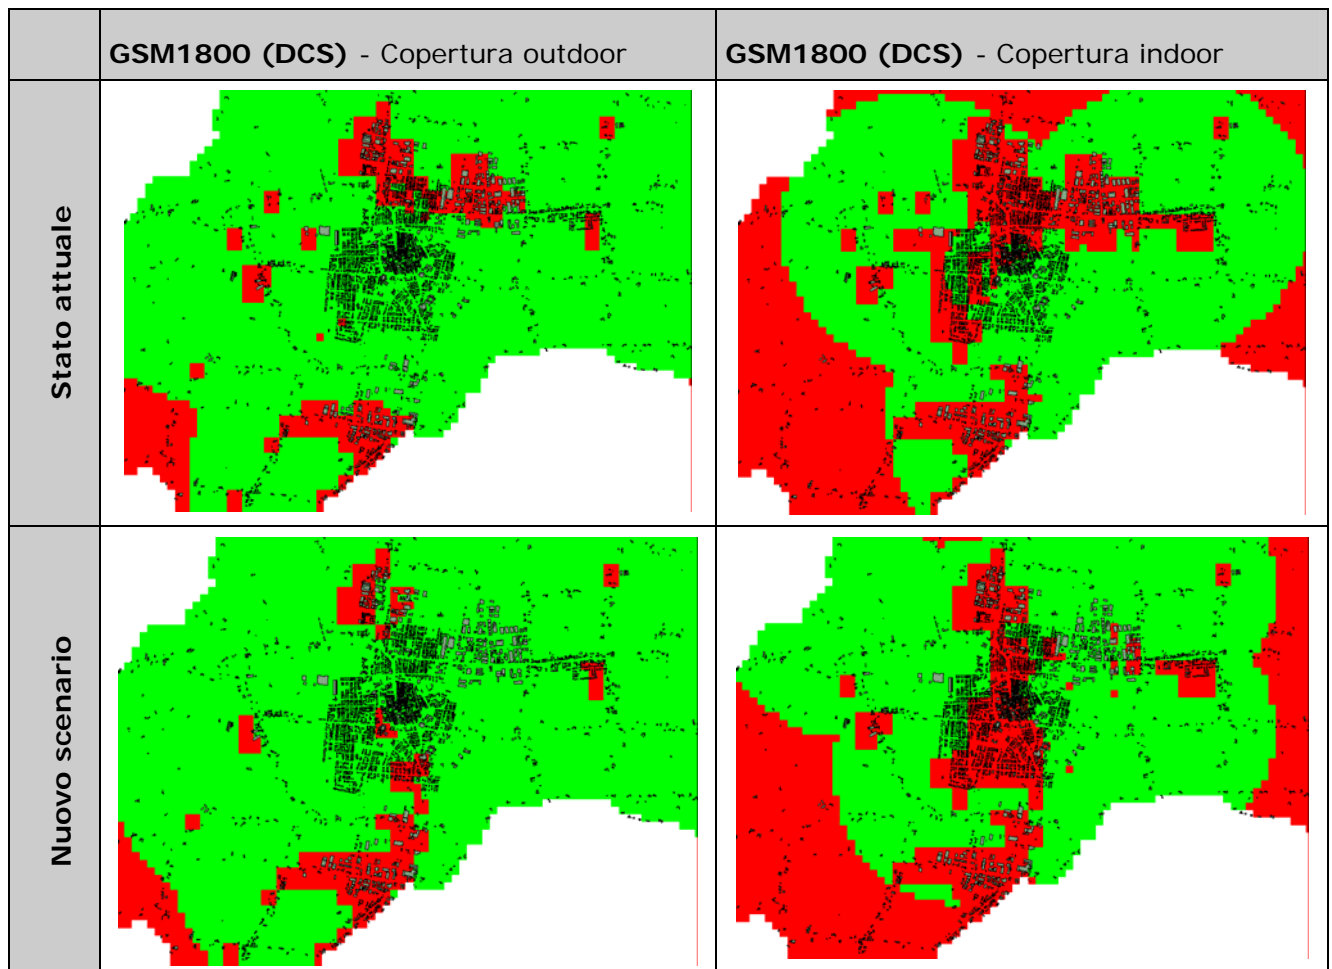 GSM1800 (DCS) - Copertura outdoor
GSM1800 (DCS) - Copertura indoor
Stato attuale
Nuovo scenario